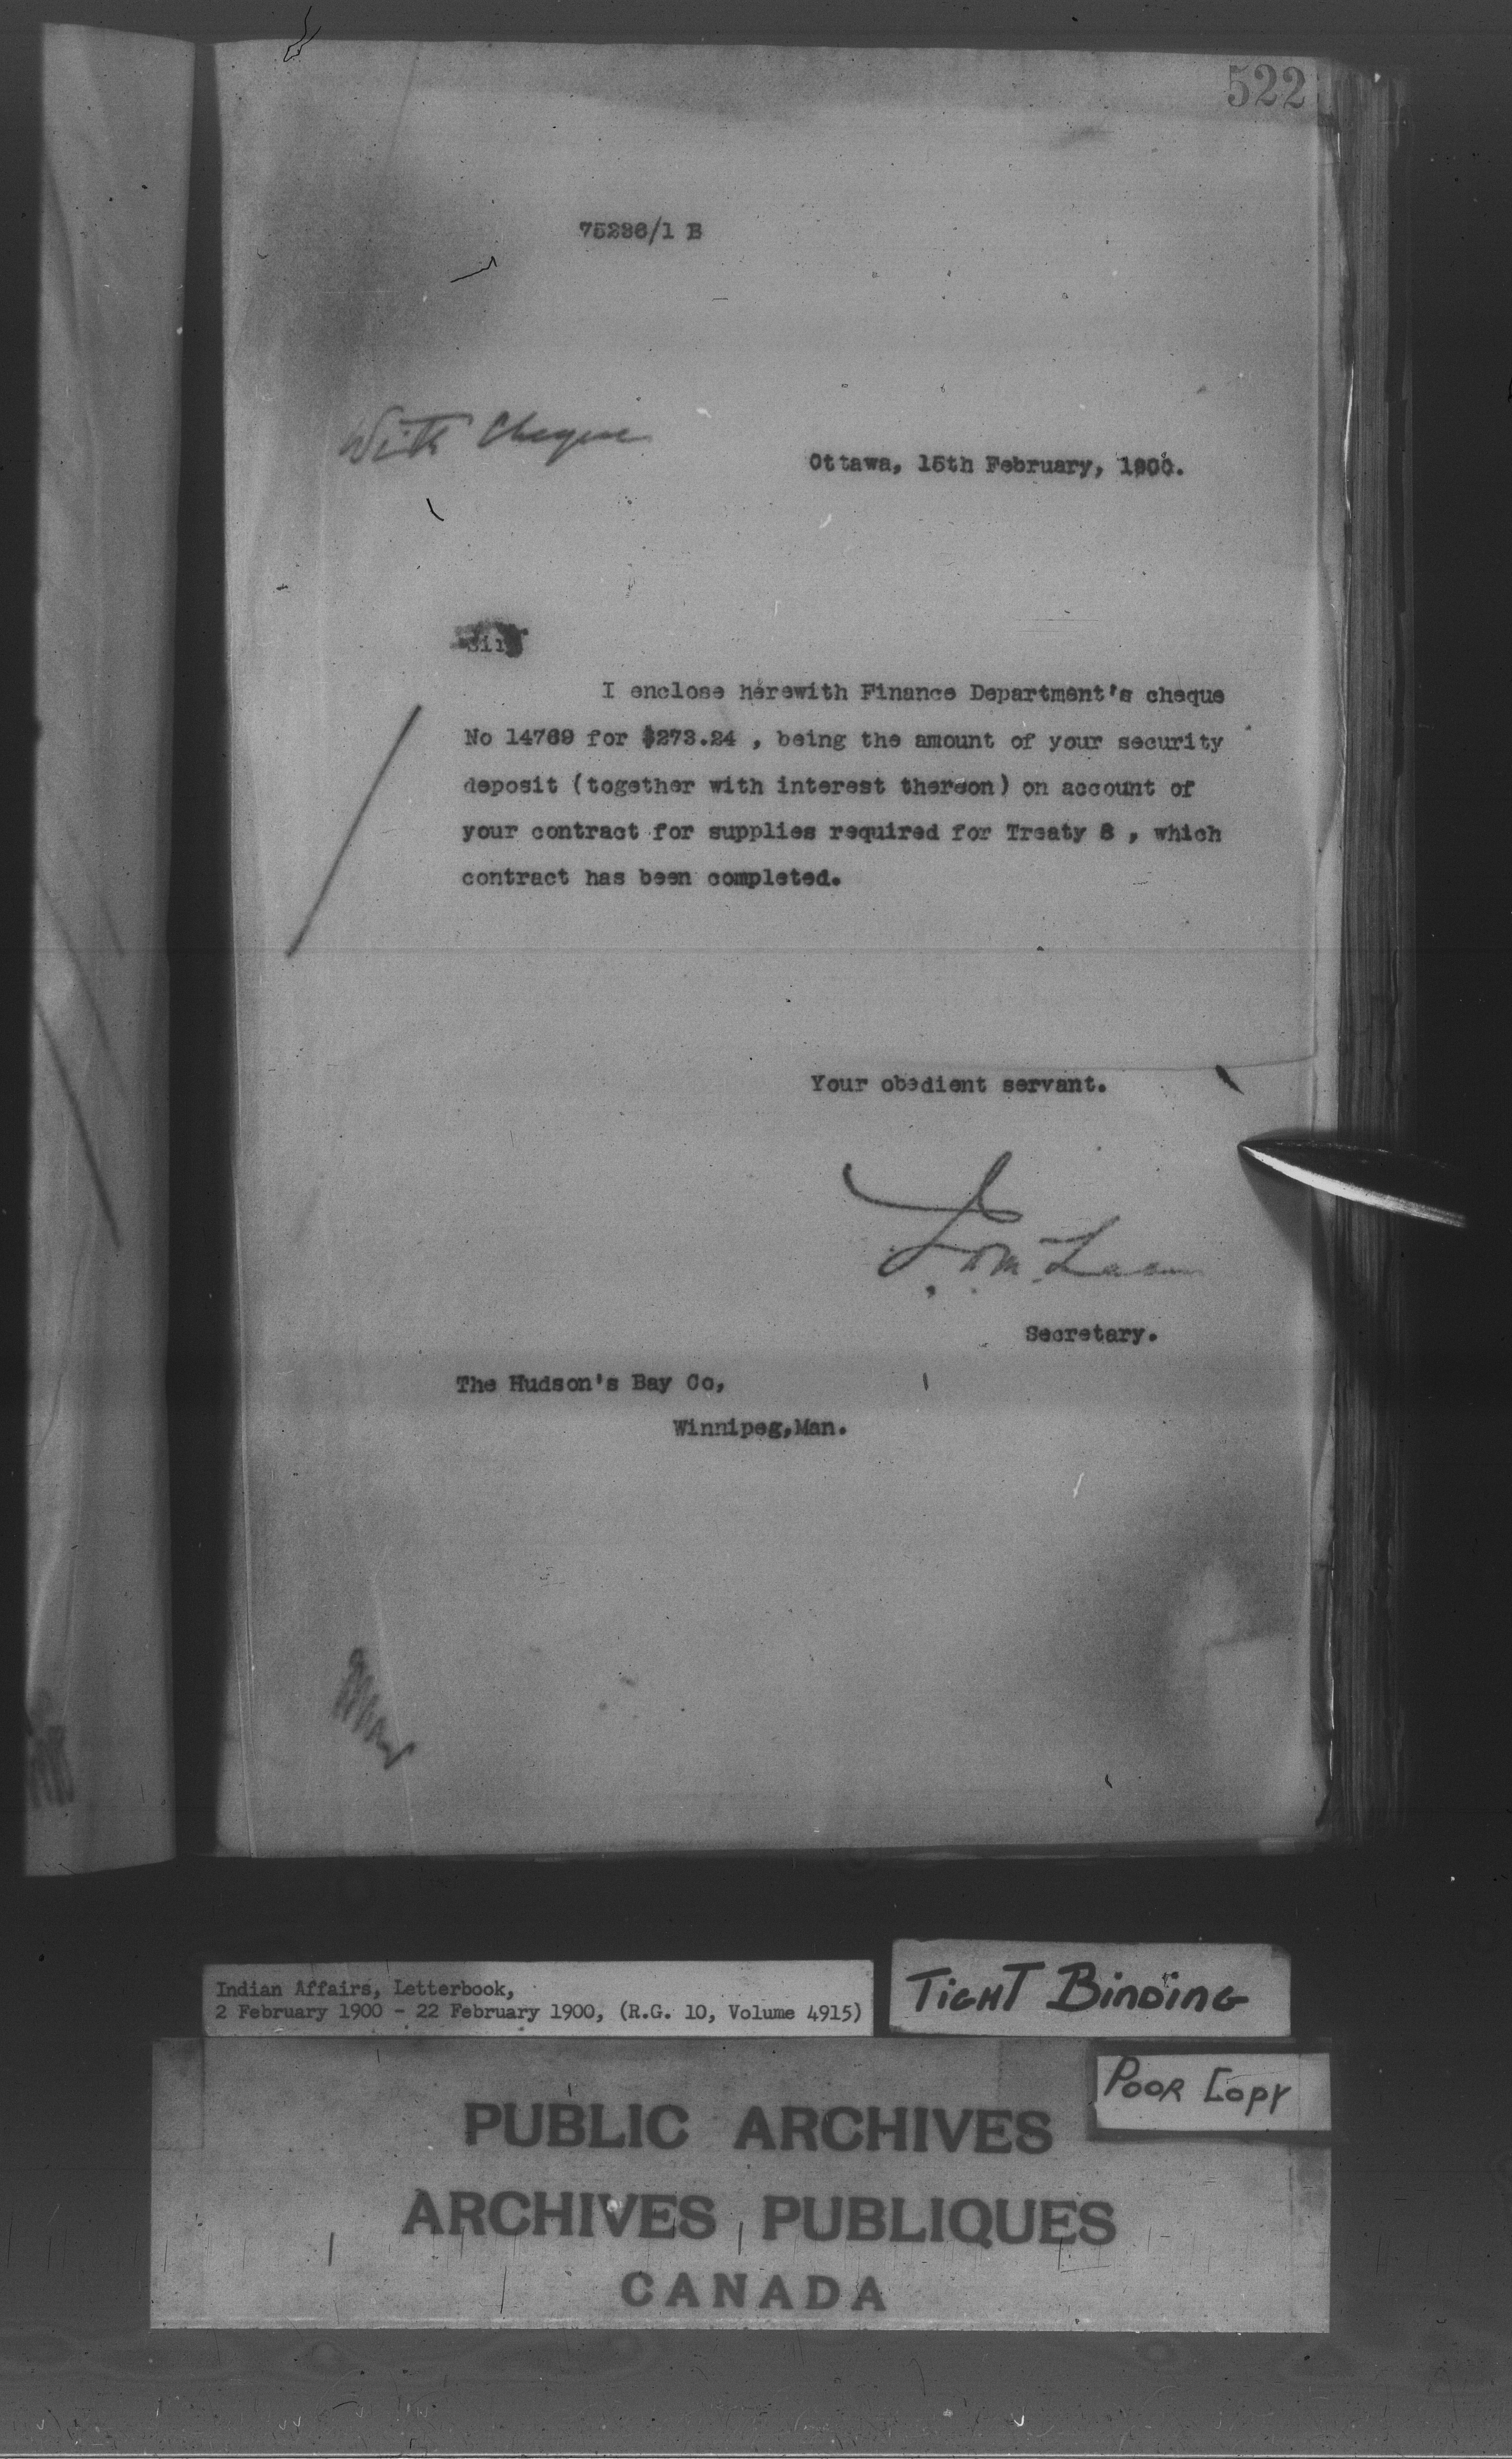 522
75286/1 B
With Cheque
Ottawa, 15th February, 1900.
Sir,
I enclose herewith Finance Department's cheque
No 14769 for $273.24 , being the amount of your security
deposit (together with interest thereon) on account of
your contract for supplies required for Treaty 8 , which
contract has been completed.
Your obedient servant.
Secretary.
The Hudson's Bay Co,
Winnipeg,Man.
Indian Affairs, Letterbook,
2 February 1900 - 22 February 1900, (R.G. 10, Volume 4915)
TIGHT BINDING
POOR COPY
PUBLIC ARCHIVES
ARCHIVES PUBLIQUES
CANADA